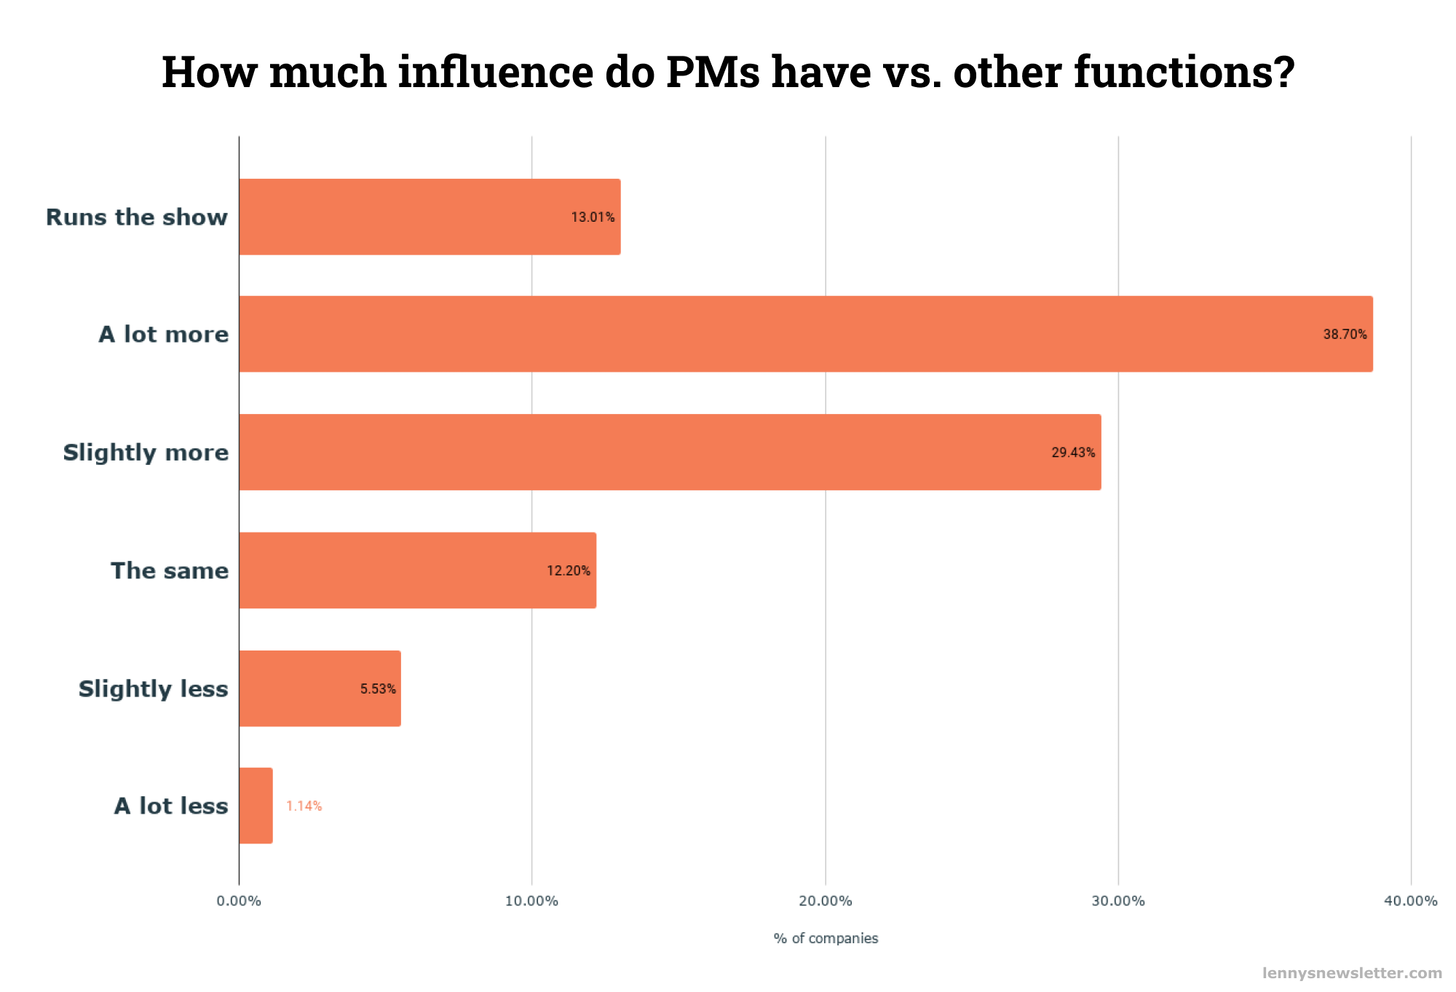 How much influence do PMs have vs. other functions?
Runs the show
13.01%
A lot more
38.70%
Slightly more
29.43%
The same
12.20%
Slightly less
5.53%
A lot less
1.14%
0.00% 10.00% 20.00% 30.00% 40.00%
% of companies
lennysnewsletter.com